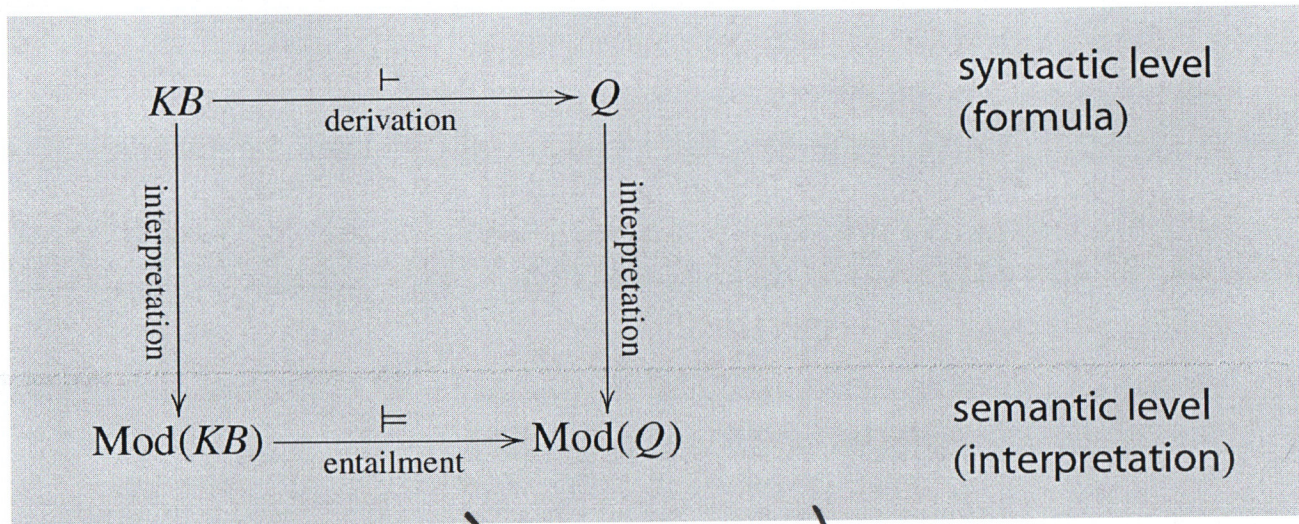 ⊢
KB
derivation
Q
syntactic level
(formula)
interpretation
interpretation
⊨
Mod(KB)
entailment
Mod(Q)
semantic level
(interpretation)